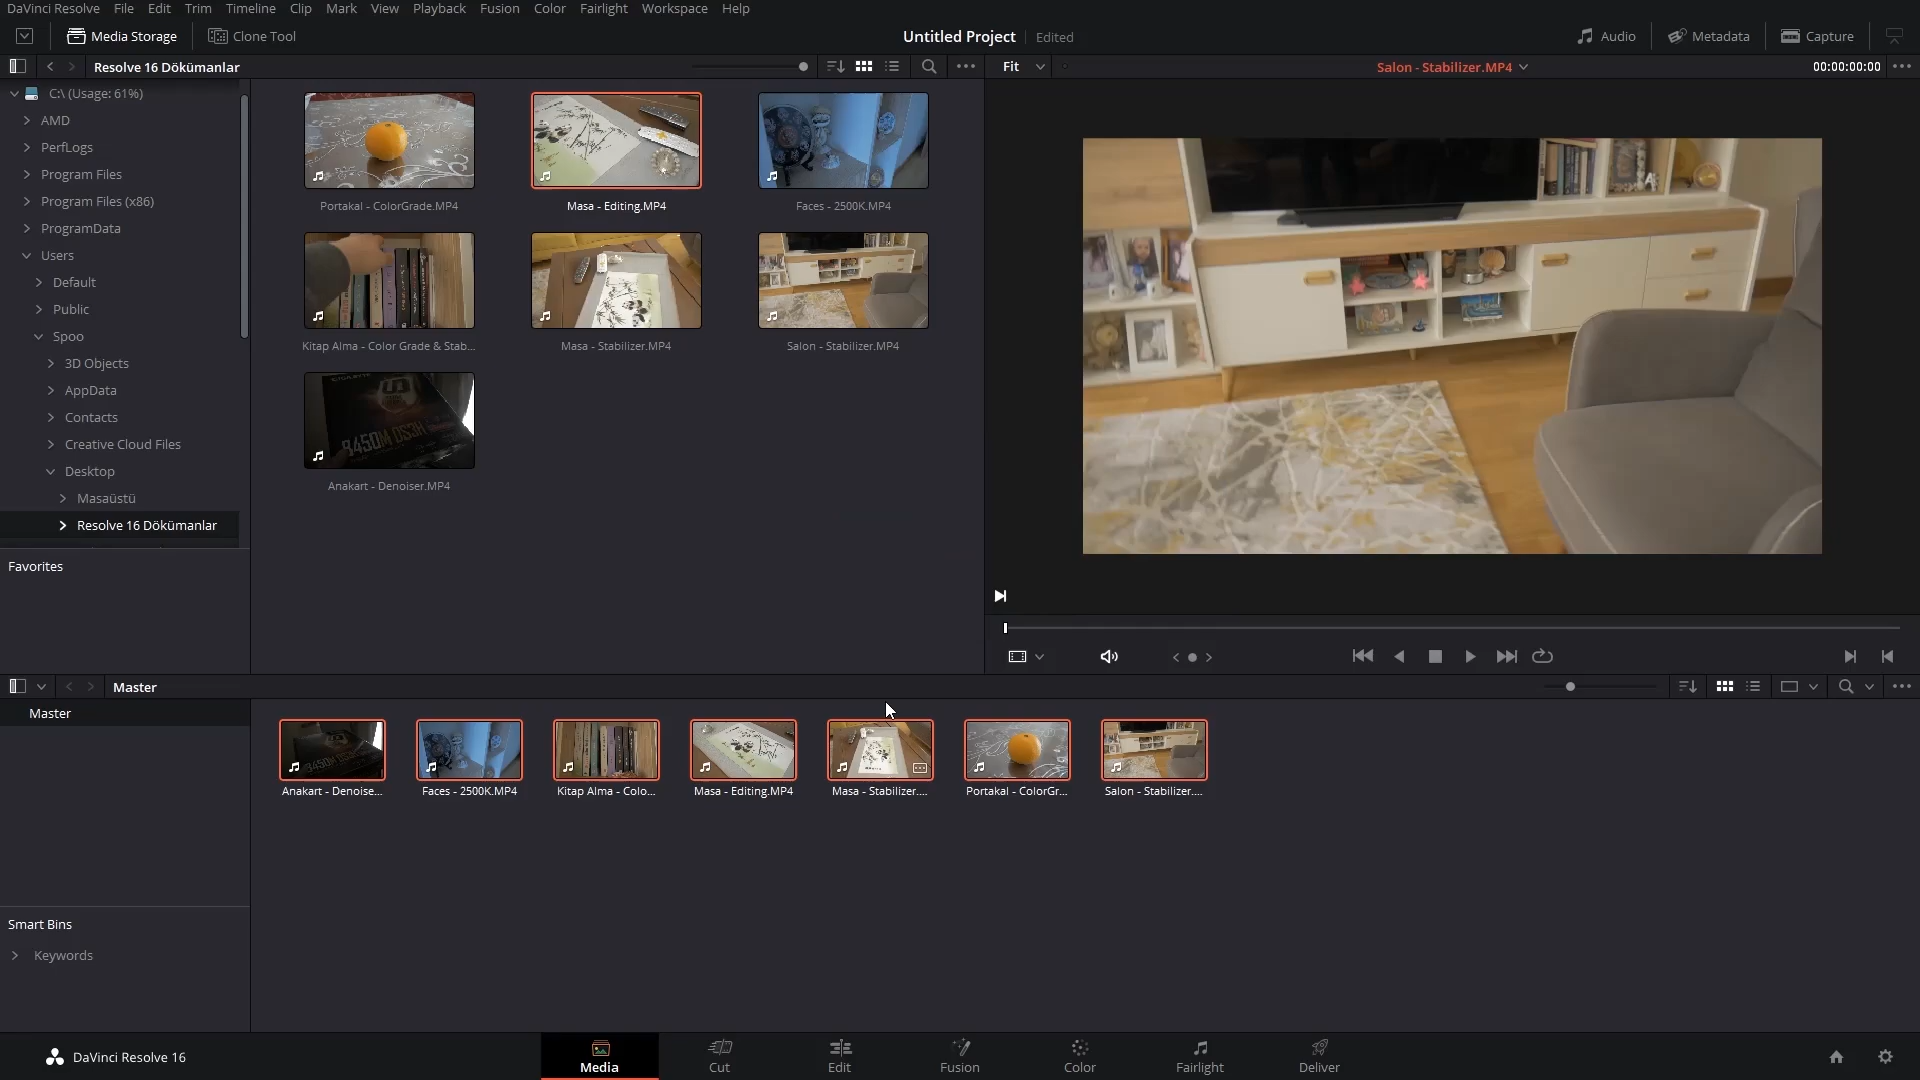 DaVinci Resolve File Edit Trim Timeline Clip Mark View Playback Fusion Color Fairlight Workspace Help
Media Storage Clone Tool Untitled Project Edited Audio Metadata Capture
Resolve 16 Dökümanlar Fit Salon - Stabilizer.MP4 00:00:00:00
C:\ (Usage: 61%)
AMD
PerfLogs
Program Files
Program Files (x86)
ProgramData
Users
Default
Public
Spoo
3D Objects
AppData
Contacts
Creative Cloud Files
Desktop
Masaüstü
Resolve 16 Dökümanlar
Favorites
Portakal - ColorGrade.MP4 Masa - Editing.MP4 Faces - 2500K.MP4
Kitap Alma - Color Grade & Stab... Masa - Stabilizer.MP4 Salon - Stabilizer.MP4
B450M DS3H
Anakart - Denoiser.MP4
Master
Master
Anakart - Denoise... Faces - 2500K.MP4 Kitap Alma - Colo... Masa - Editing.MP4 Masa - Stabilizer.... Portakal - ColorGr... Salon - Stabilizer....
Smart Bins
Keywords
DaVinci Resolve 16 Media Cut Edit Fusion Color Fairlight Deliver